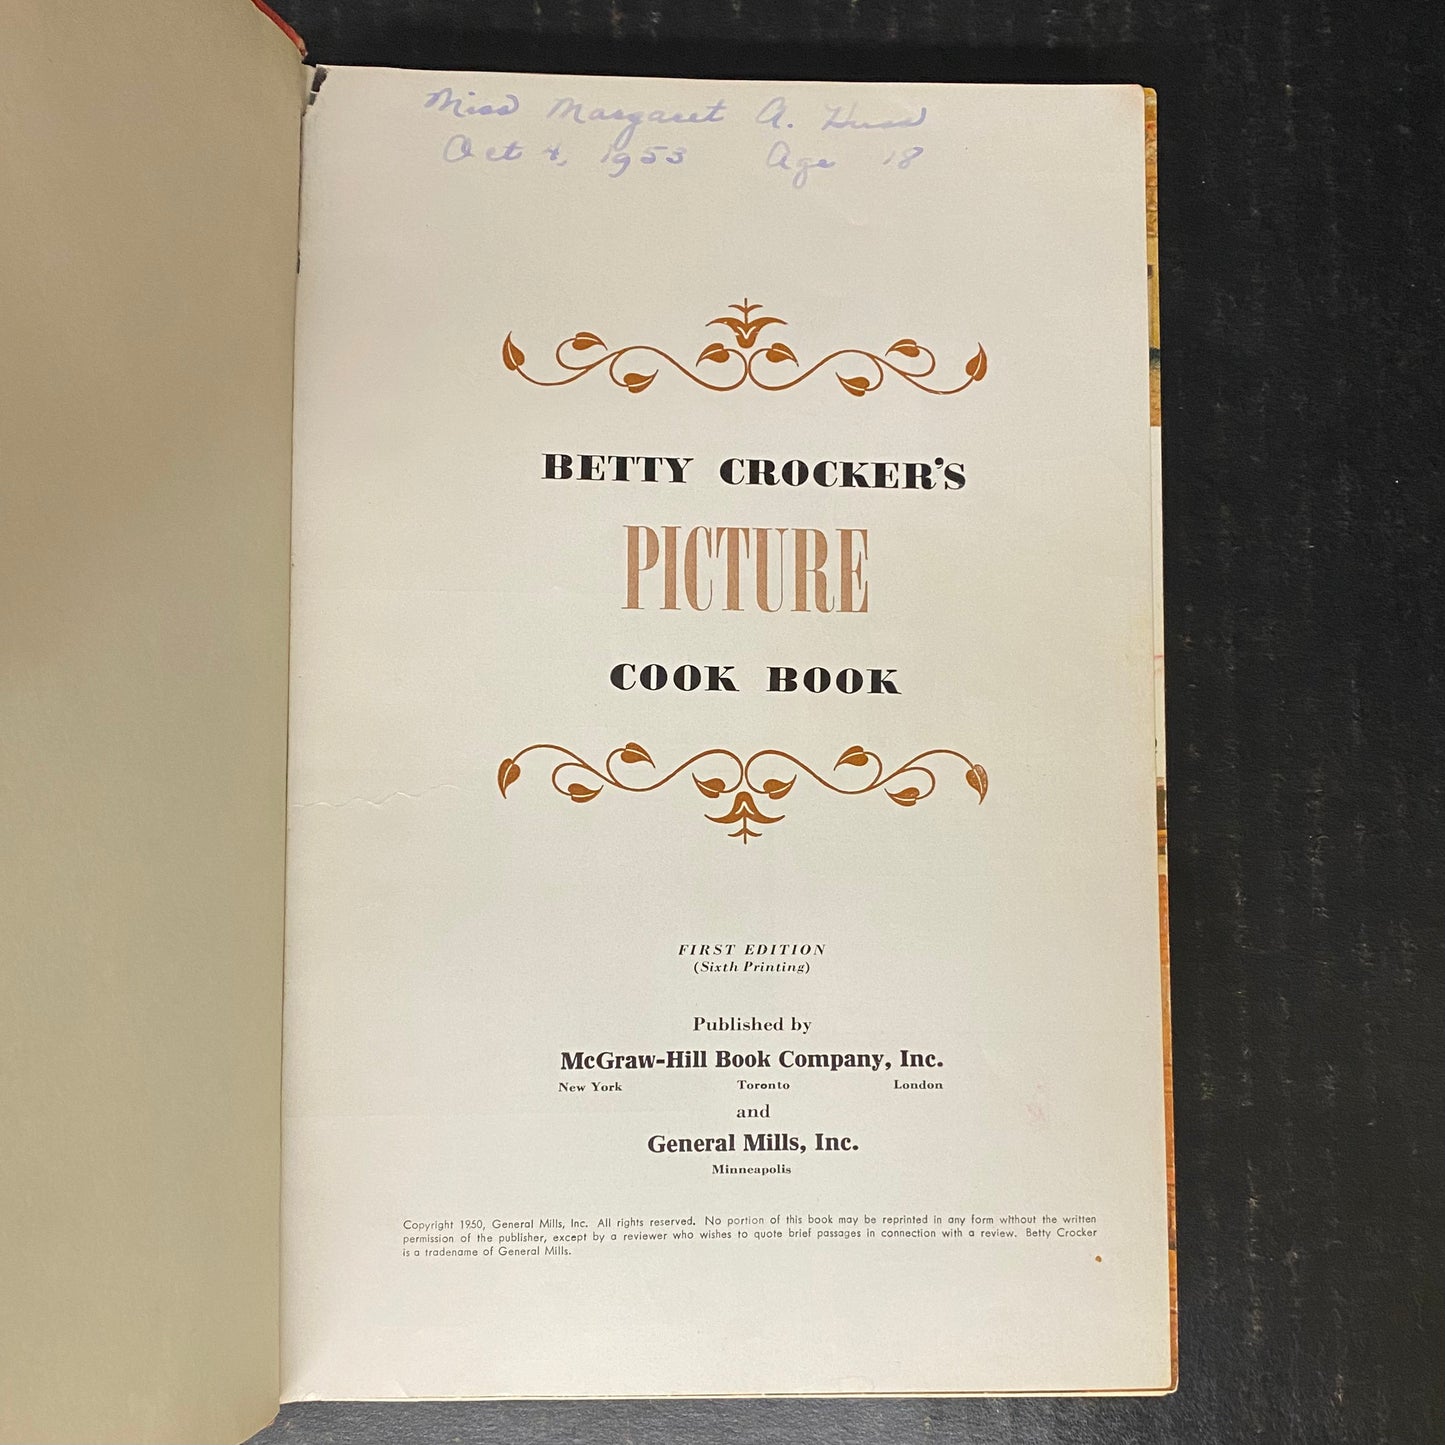 Miss Margaret A. Huss
Oct 4, 1953 Age 18
BETTY CROCKER'S
PICTURE
COOK BOOK
FIRST EDITION
(Sixth Printing)
Published by
McGraw-Hill Book Company, Inc.
New York Toronto London
and
General Mills, Inc.
Minneapolis
Copyright 1950, General Mills, Inc. All rights reserved. No portion of this book may be reprinted in any form without the written
permission of the publisher, except by a reviewer who wishes to quote brief passages in connection with a review. Betty Crocker
is a tradename of General Mills.